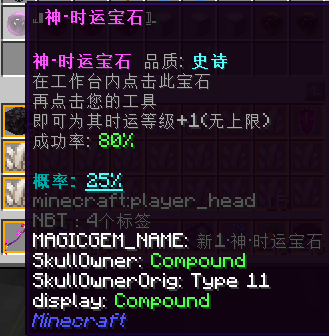 神·时运宝石
神·时运宝石 品质: 史诗
在工作台内点击此宝石
再点击您的工具
即可为其时运等级+1(无上限)
成功率: 80%
概率: 25%
minecraft:player_head
NBT: 4个标签
MAGICGEM_NAME: 新1·神·时运宝石
SkullOwner: Compound
SkullOwnerOrig: Type 11
display: Compound
Minecraft